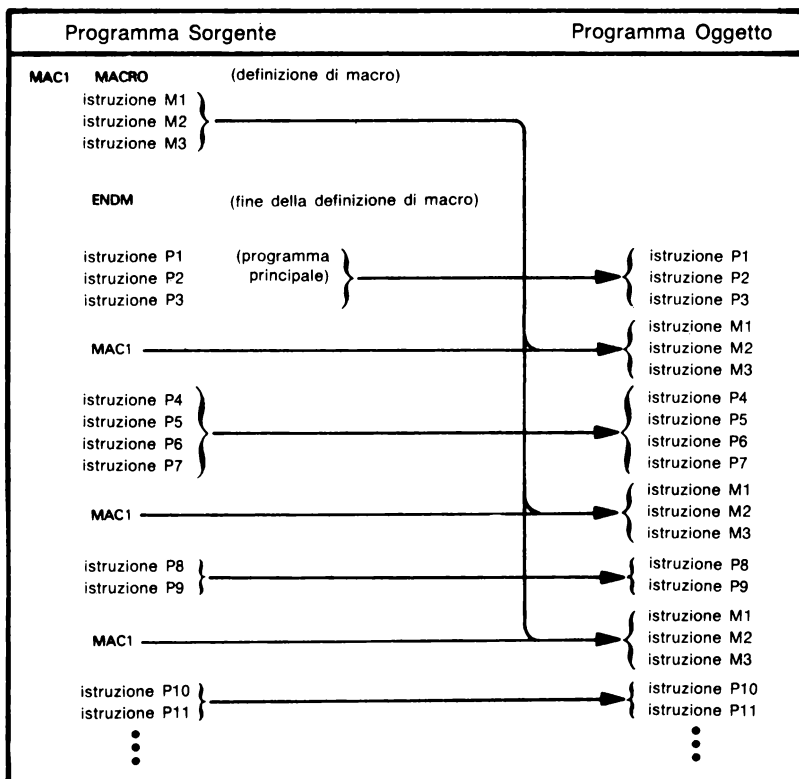 Programma Sorgente Programma Oggetto
MAC1 MACRO (definizione di macro)
istruzione M1
istruzione M2
istruzione M3
ENDM (fine della definizione di macro)
istruzione P1 (programma istruzione P1
istruzione P2 principale) istruzione P2
istruzione P3 istruzione P3
istruzione M1
MAC1 istruzione M2
istruzione M3
istruzione P4 istruzione P4
istruzione P5 istruzione P5
istruzione P6 istruzione P6
istruzione P7 istruzione P7
istruzione M1
MAC1 istruzione M2
istruzione M3
istruzione P8 istruzione P8
istruzione P9 istruzione P9
istruzione M1
MAC1 istruzione M2
istruzione M3
istruzione P10 istruzione P10
istruzione P11 istruzione P11